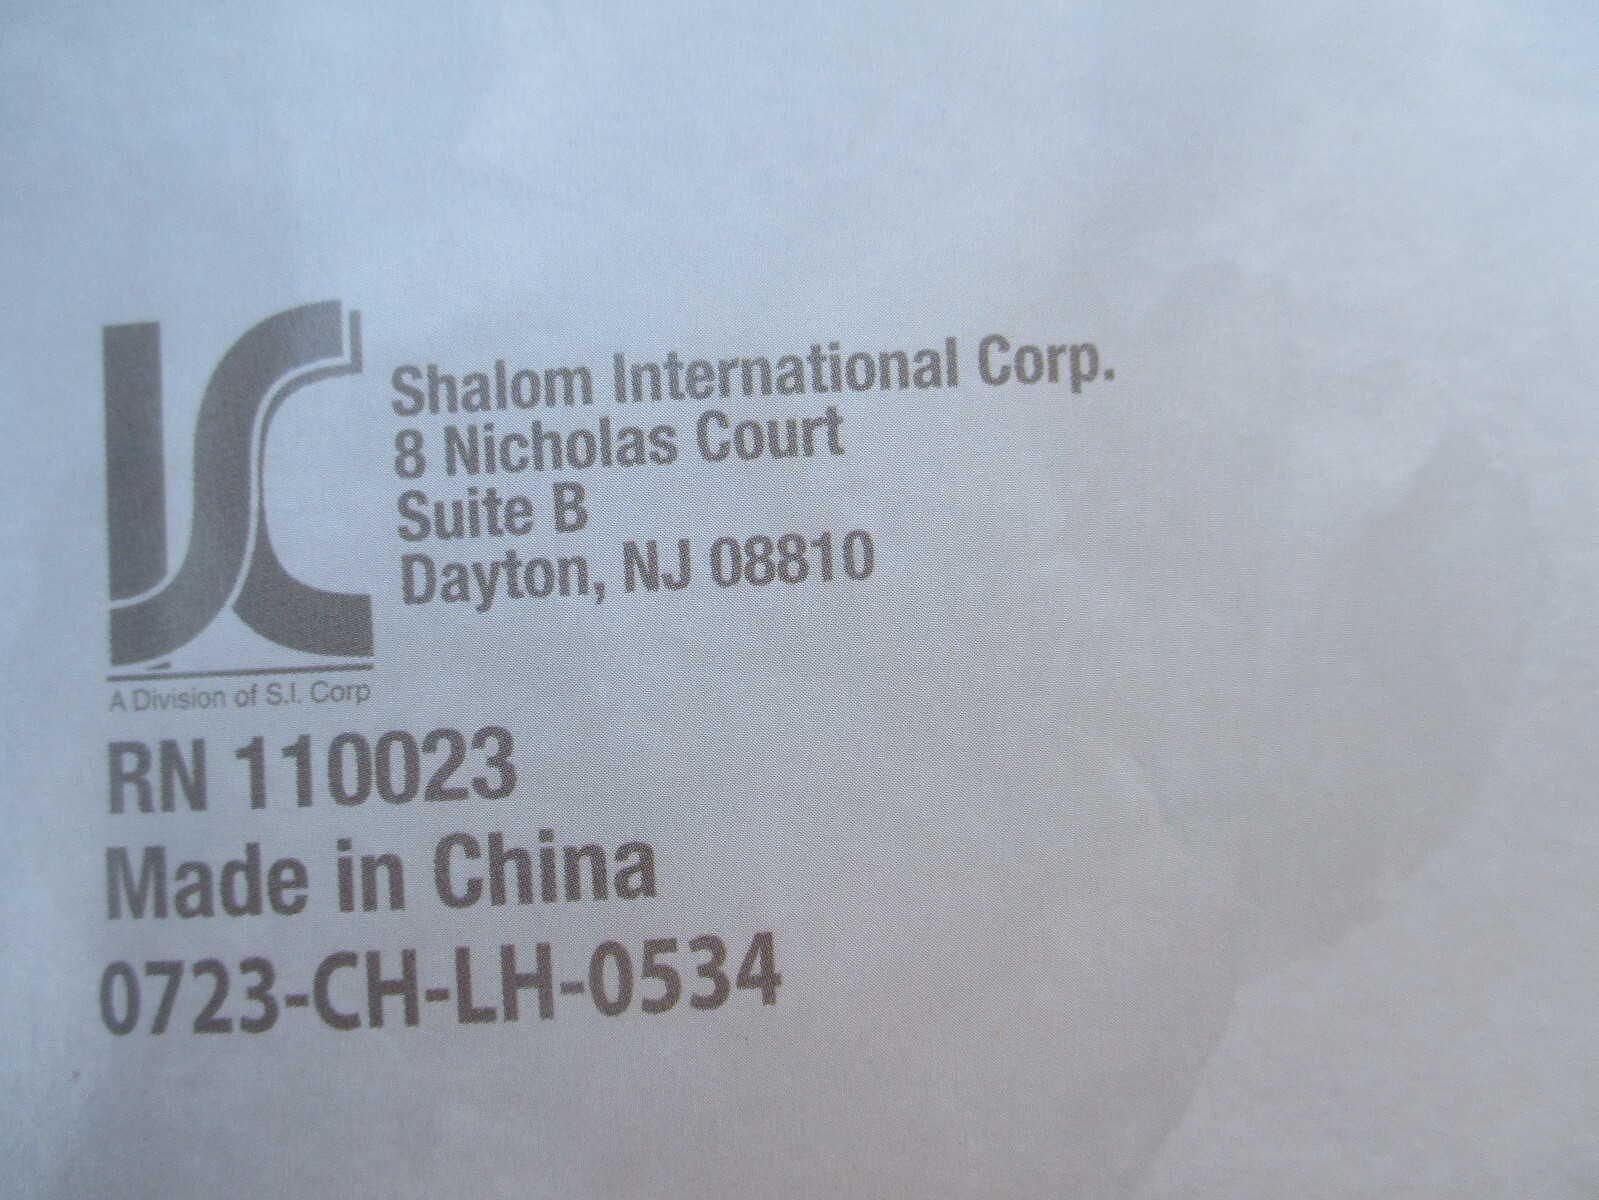 Shalom International Corp.
8 Nicholas Court
Suite B
Dayton, NJ 08810
A Division of S.I. Corp
RN 110023
Made in China
0723-CH-LH-0534